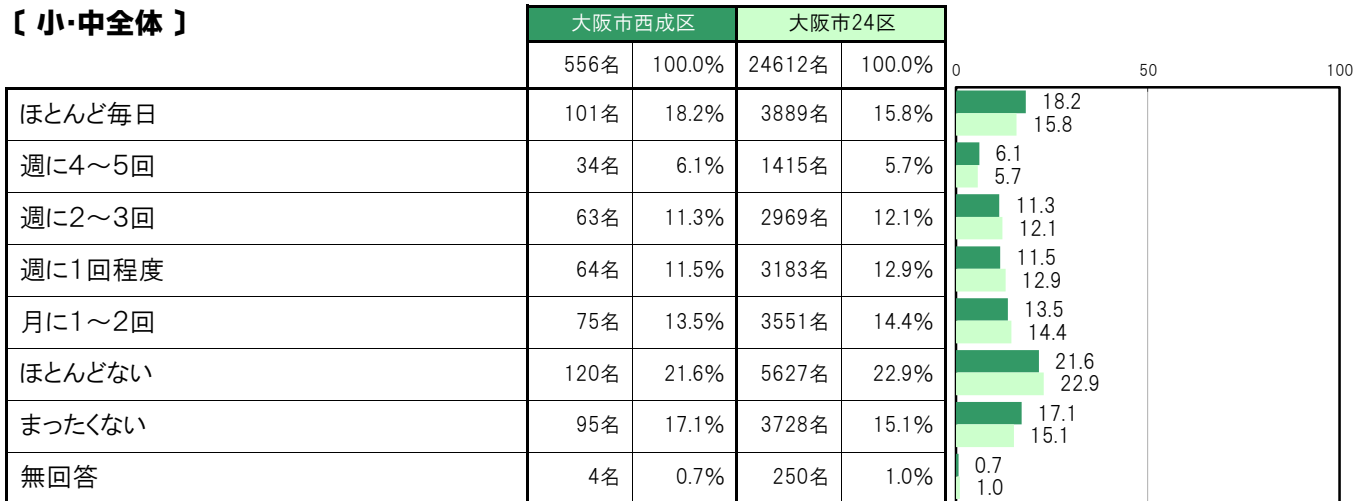 〔 小・中全体 〕
大阪市西成区 大阪市24区
556名 100.0% 24612名 100.0%
0 50 100
ほとんど毎日 101名 18.2% 3889名 15.8% 18.2
15.8
週に4～5回 34名 6.1% 1415名 5.7% 6.1
5.7
週に2～3回 63名 11.3% 2969名 12.1% 11.3
12.1
週に1回程度 64名 11.5% 3183名 12.9% 11.5
12.9
月に1～2回 75名 13.5% 3551名 14.4% 13.5
14.4
ほとんどない 120名 21.6% 5627名 22.9% 21.6
22.9
まったくない 95名 17.1% 3728名 15.1% 17.1
15.1
無回答 4名 0.7% 250名 1.0% 0.7
1.0